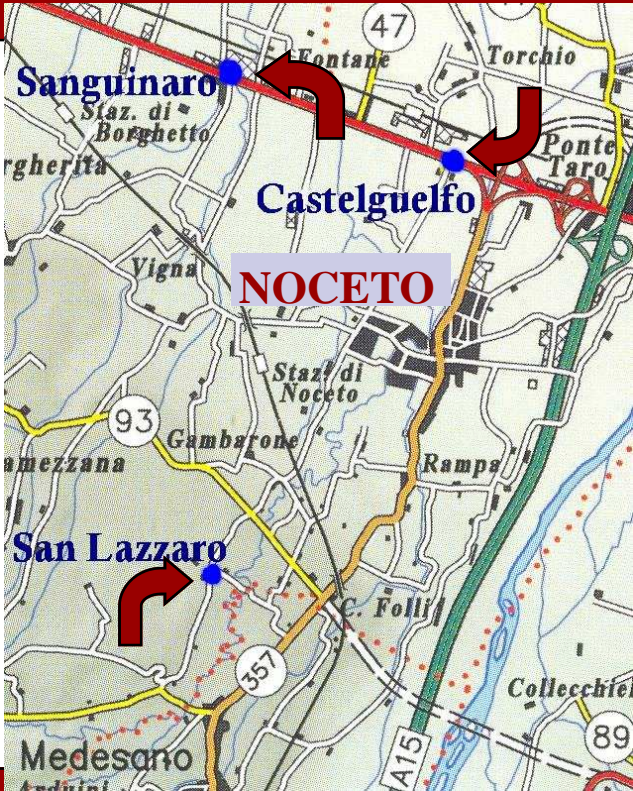 47
Fontane
Torchio
Sanguinaro
Staz. di
Borghetto
rgherita
Ponte
Taro
Castelguelfo
Vigna
NOCETO
Staz. di
Noceto
93
Gambarone
amezzana
Rampa
San Lazzaro
C. Folli
357
Collecchiel
89
A15
Medesano
Arduini